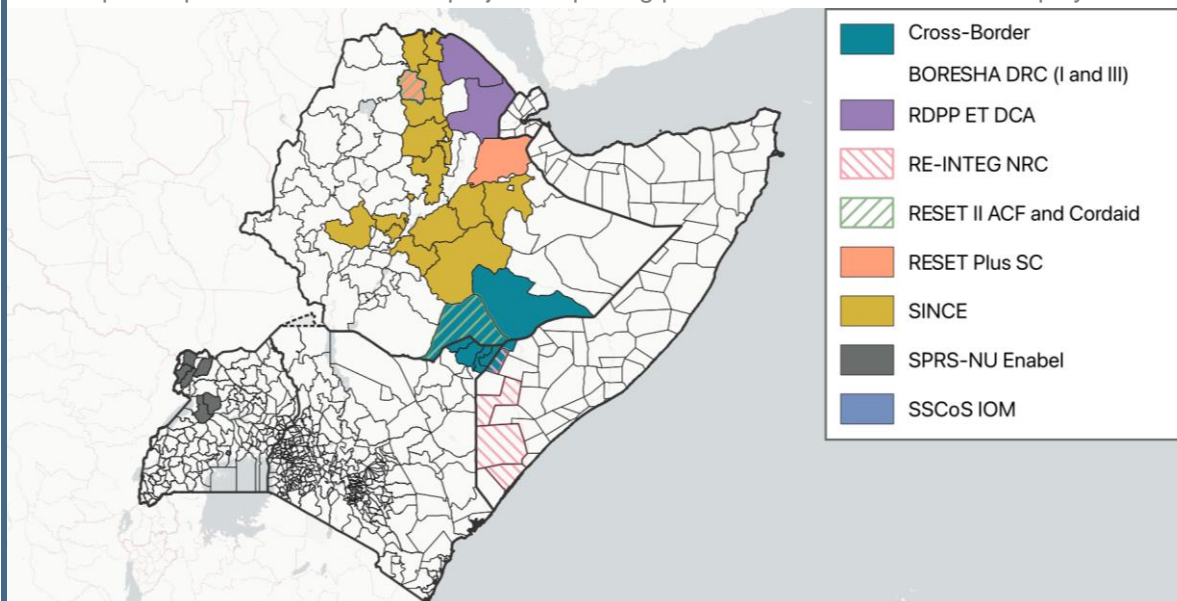 Cross-Border
BORESHA DRC (I and III)
RDPP ET DCA
RE-INTEG NRC
RESET II ACF and Cordaid
RESET Plus SC
SINCE
SPRS-NU Enabel
SSCoS IOM